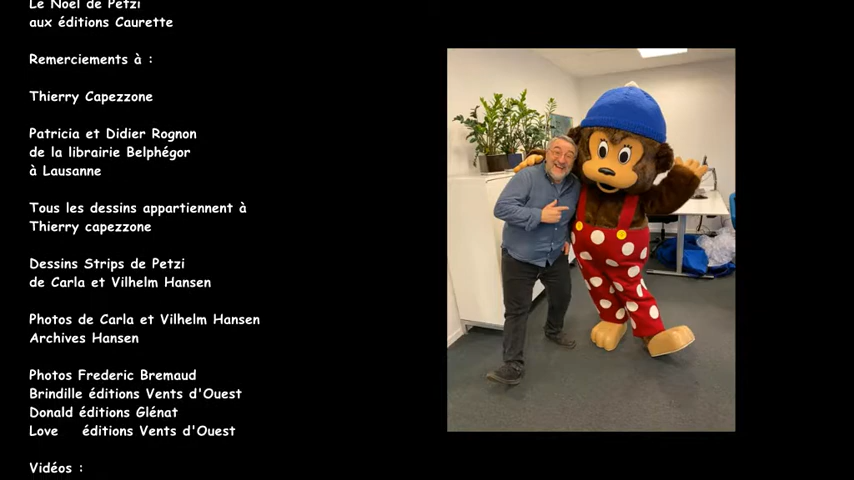 Le Noël de Petzi
aux éditions Caurette
Remerciements à :
Thierry Capezzone
Patricia et Didier Rognon
de la librairie Belphégor
à Lausanne
Tous les dessins appartiennent à
Thierry capezzone
Dessins Strips de Petzi
de Carla et Vilhelm Hansen
Photos de Carla et Vilhelm Hansen
Archives Hansen
Photos Frederic Bremaud
Brindille éditions Vents d'Ouest
Donald éditions Glénat
Love éditions Vents d'Ouest
Vidéos :